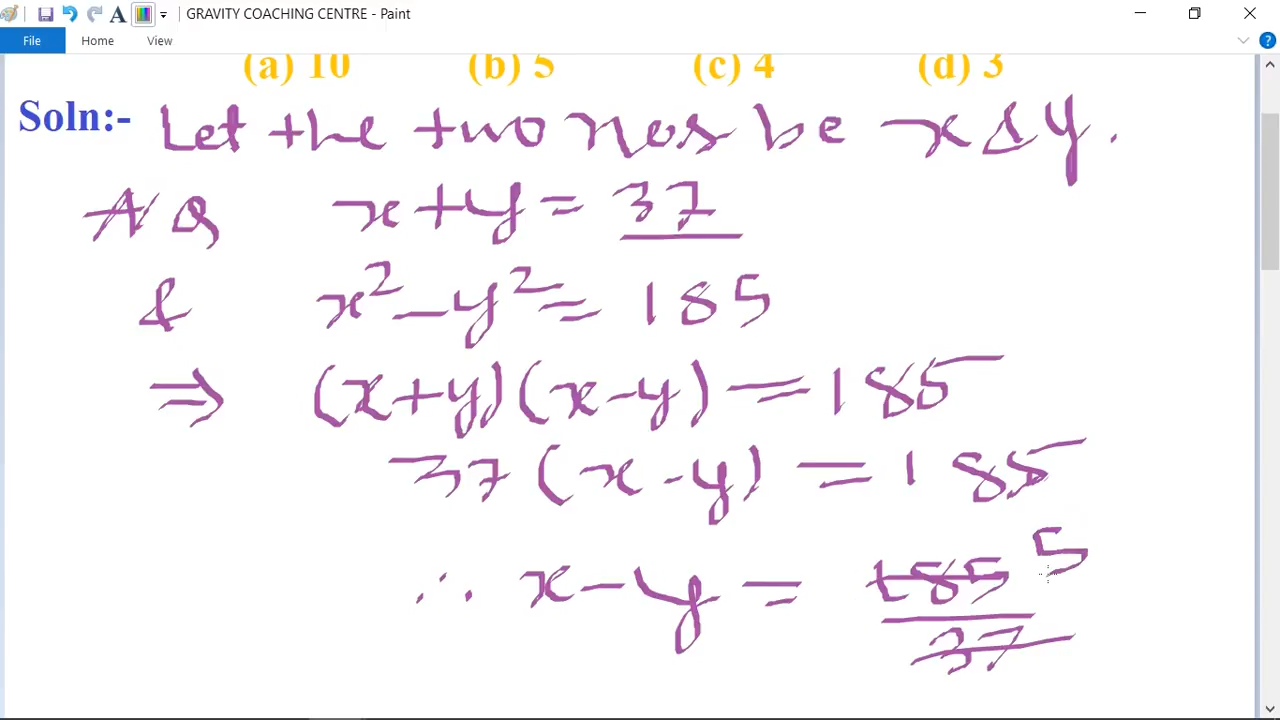 GRAVITY COACHING CENTRE - Paint
File Home View
(a) 10 (b) 5 (c) 4 (d) 3
Soln:- Let the two nos be x & y.
A/Q x+y = 37
& x² - y² = 185
⇒ (x+y)(x-y) = 185
37(x-y) = 185
∴ x-y = 185/37 5